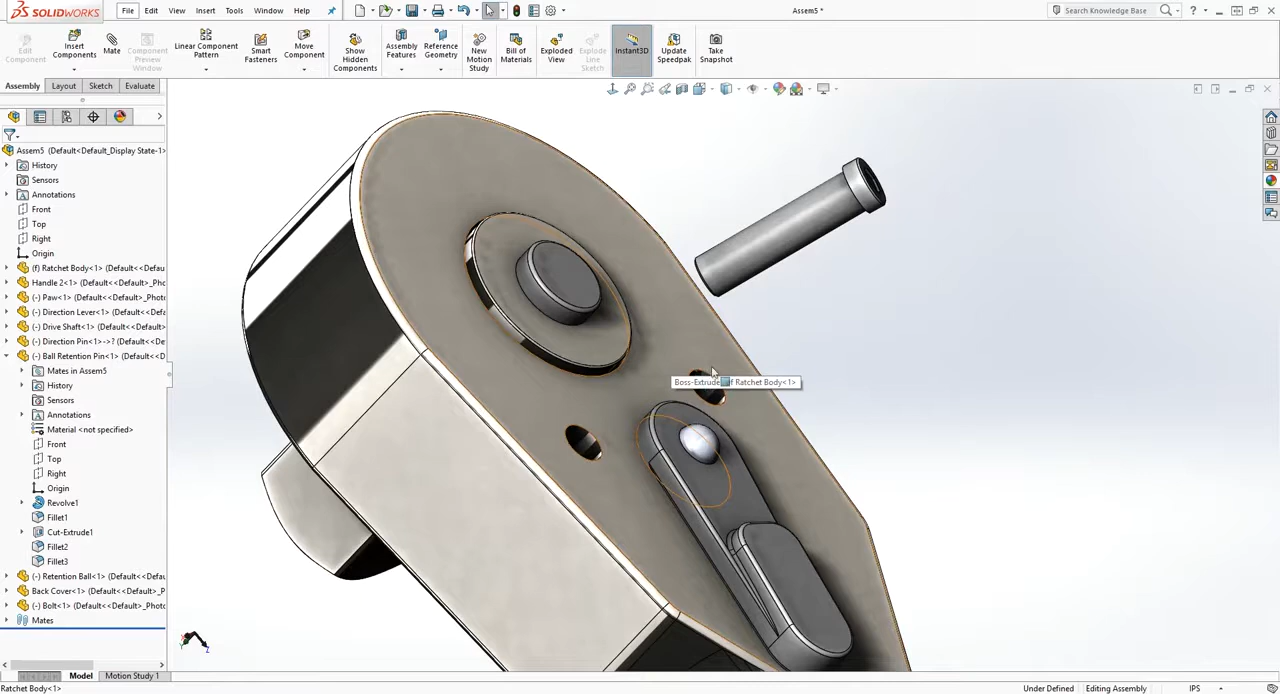 SOLIDWORKS
File
Edit
View
Insert
Tools
Window
Help
Assem5 *
Search Knowledge Base
Edit Component
Insert Components
Mate
Component Preview Window
Linear Component Pattern
Smart Fasteners
Move Component
Show Hidden Components
Assembly Features
Reference Geometry
New Motion Study
Bill of Materials
Exploded View
Explode Line Sketch
Instant3D
Update Speedpak
Take Snapshot
Assembly
Layout
Sketch
Evaluate
Assem5 (Default<Default_Display State-1>
History
Sensors
Annotations
Front
Top
Right
Origin
(f) Ratchet Body<1> (Default<<Defau
Handle 2<1> (Default<<Default>_Pho
(-) Paw<1> (Default<<Default>_Photo
(-) Direction Lever<1> (Default<<Defa
(-) Drive Shaft<1> (Default<<Default>
(-) Direction Pin<1>->? (Default<<De
(-) Ball Retention Pin<1> (Default<<D
Mates in Assem5
History
Sensors
Annotations
Material <not specified>
Front
Top
Right
Origin
Revolve1
Fillet1
Cut-Extrude1
Fillet2
Fillet3
(-) Retention Ball<1> (Default<<Defau
Back Cover<1> (Default<<Default>_Ph
(-) Bolt<1> (Default<<Default>_Photo
Mates
Boss-Extrude of Ratchet Body<1>
Model
Motion Study 1
Ratchet Body<1>
Under Defined
Editing Assembly
IPS